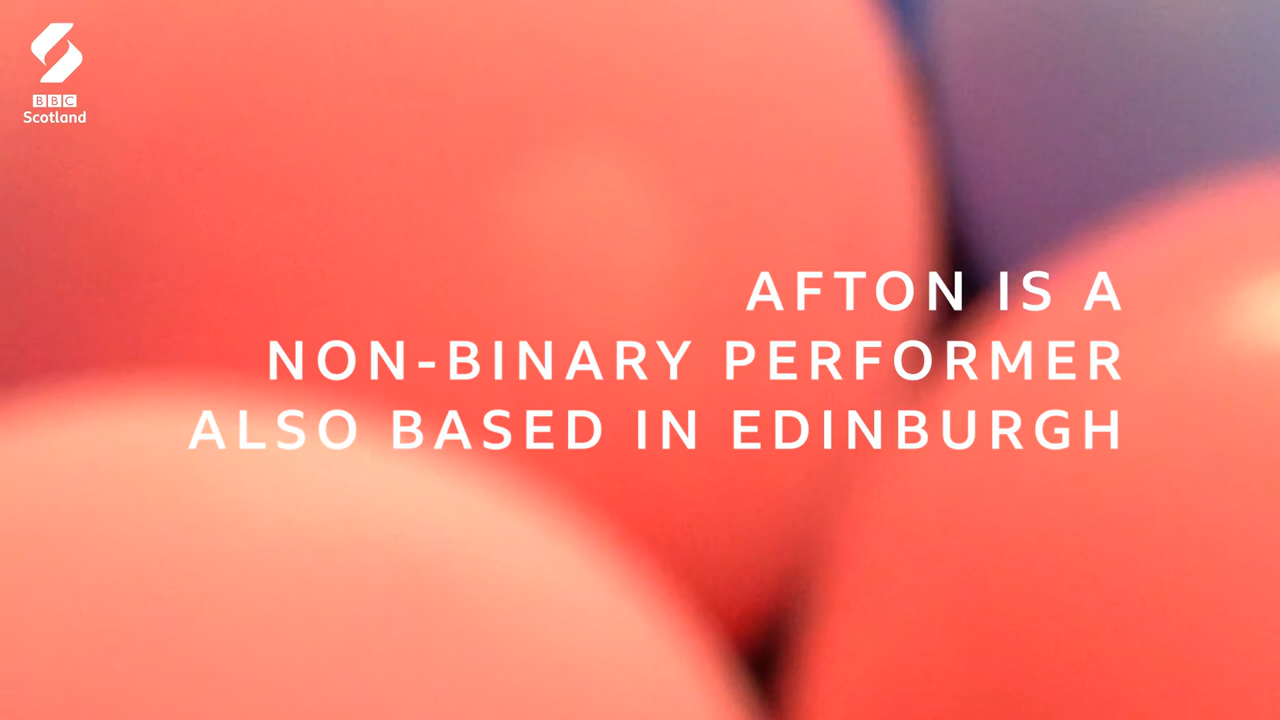 BBC
Scotland
AFTON IS A
NON-BINARY PERFORMER
ALSO BASED IN EDINBURGH